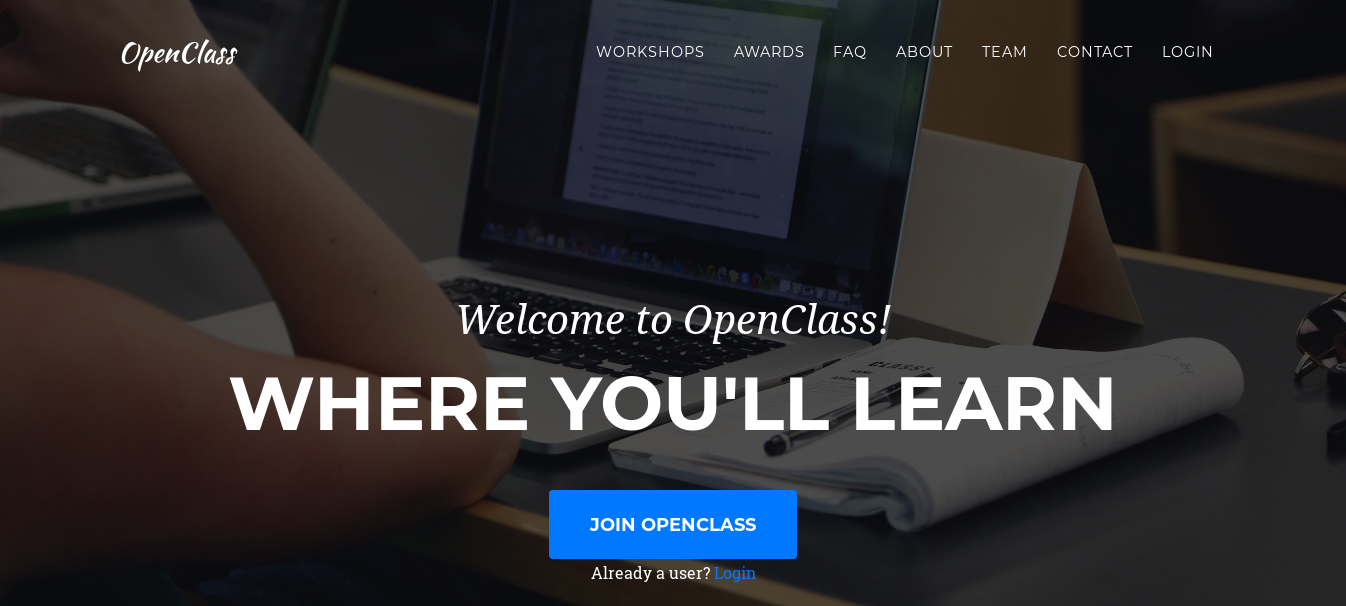 OpenClass
WORKSHOPS AWARDS FAQ ABOUT TEAM CONTACT LOGIN
Welcome to OpenClass!
WHERE YOU'LL LEARN
JOIN OPENCLASS
Already a user? Login